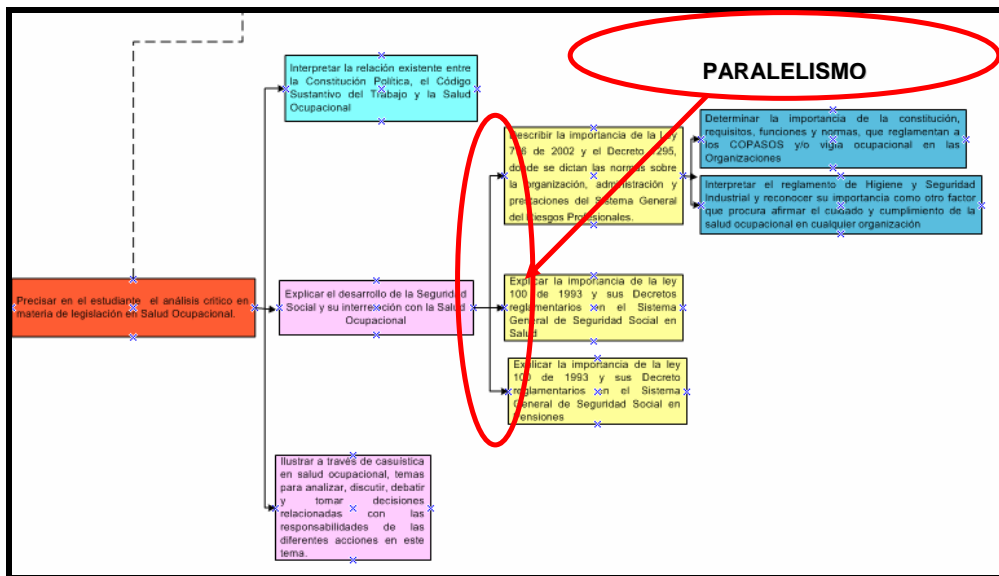 PARALELISMO
Interpretar la relación existente entre
la Constitución Política, el Código
Sustantivo del Trabajo y la Salud
Ocupacional
Determinar la importancia de la constitución,
requisitos, funciones y normas, que reglamentan a
los COPASOS y/o vigia ocupacional en las
Organizaciones
Describir la importancia de la Ley
de 2002 y el Decreto 1295,
donde se dictan las normas sobre
la organización, administración y
prestaciones del Sistema General
del Riesgos Profesionales.
Interpretar el reglamento de Higiene y Seguridad
Industrial y reconocer su importancia como otro factor
que procura afirmar el cuidado y cumplimiento de la
salud ocupacional en cualquier organización
Precisar en el estudiante el análisis critico en
materia de legislación en Salud Ocupacional.
Explicar el desarrollo de la Seguridad
Social y su interrelación con la Salud
Ocupacional
Explicar la importancia de la ley
100 de 1993 y sus Decretos
reglamentarios en el Sistema
General de Seguridad Social en
Salud
Explicar la importancia de la ley
100 de 1993 y sus Decreto
reglamentarios en el Sistema
General de Seguridad Social en
Pensiones
Ilustrar a través de casuística
en salud ocupacional, temas
para analizar, discutir, debatir
y tomar decisiones
relacionadas con las
responsabilidades de las
diferentes acciones en este
tema.